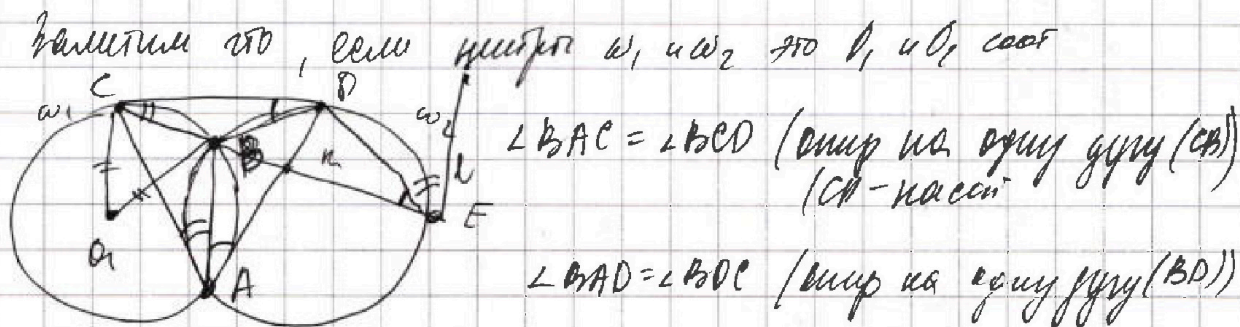 Заметим что, если центры ω₁ и ω₂ это O₁ и O₂ соот
C D
ω₁ ω₂
B K l
∠BAC = ∠BCD (опир на одну дугу (CB)
(CD - касат
O₁ E
A
∠BAD = ∠BDC (опир на одну дугу (BD))